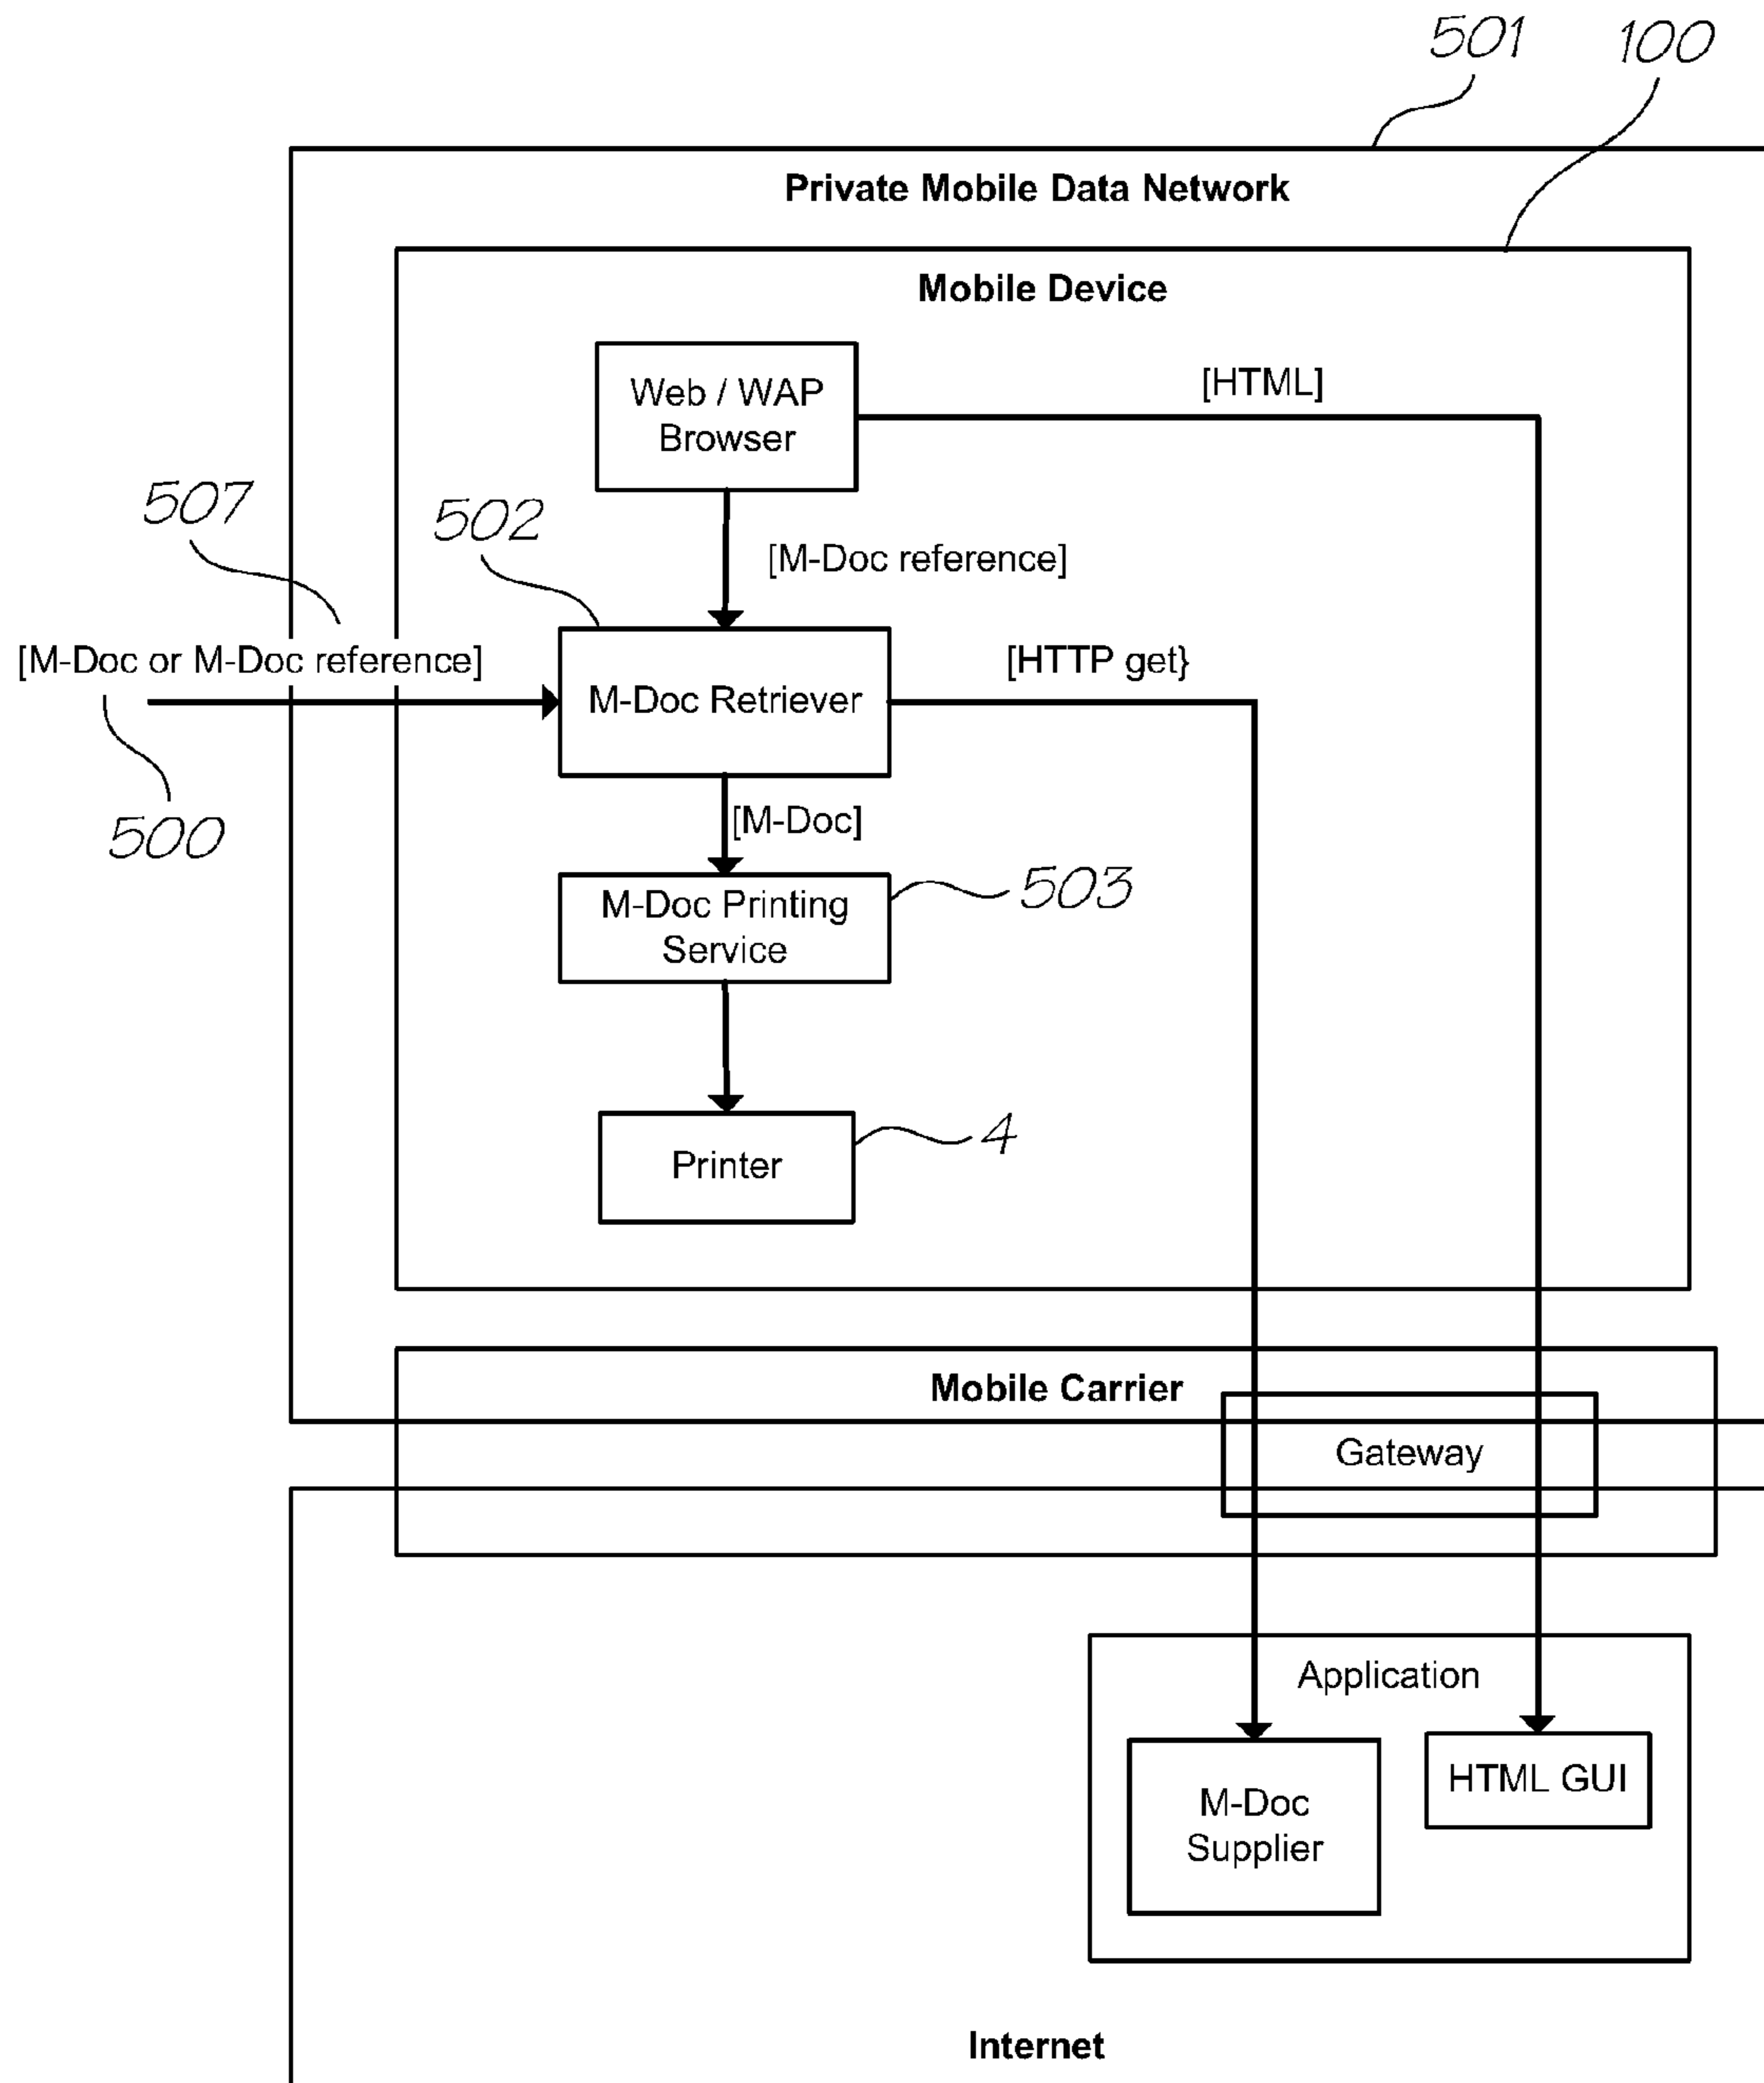 501
100
Private Mobile Data Network
Mobile Device
Web / WAP
Browser
[HTML]
507
502
[M-Doc reference]
[M-Doc or M-Doc reference]
M-Doc Retriever
[HTTP get}
500
[M-Doc]
M-Doc Printing
Service
503
Printer
4
Mobile Carrier
Gateway
Application
M-Doc
Supplier
HTML GUI
Internet